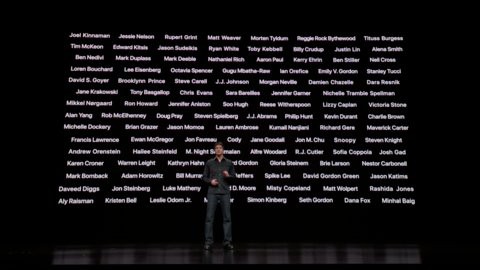 Joel Kinnaman Jessie Nelson Rupert Grint Matt Weaver Morten Tyldum Reggie Rock Bythewood Tituss Burgess
Tim McKeon Edward Kitsis Jason Sudeikis Ryan White Toby Kebbell Billy Crudup Justin Lin Alena Smith
Ben Nedivi Mark Duplass Mark Deeble Nathaniel Rich Aaron Paul Kerry Ehrin Ben Stiller Nell Cross
Loren Bouchard Lee Eisenberg Octavia Spencer Gugu Mbatha-Raw Ian Orefice Emily V. Gordon Stanley Tucci
David S. Goyer Brooklynn Prince Steve Carell J.J. Johnson Morgan Neville Damien Chazelle Dara Resnik
Jane Krakowski Tony Basgallop Chris Evans Sara Bareilles Jennifer Garner Nichelle Tramble Spellman
Mikkel Nørgaard Ron Howard Jennifer Aniston Soo Hugh Reese Witherspoon Lizzy Caplan Victoria Stone
Alan Yang Rob McElhenney Doug Pray Steven Spielberg J.J. Abrams Philip Hunt Kevin Durant Charlie Brown
Michelle Dockery Brian Grazer Jason Momoa Lauren Ambrose Kumail Nanjiani Richard Gere Maverick Carter
Francis Lawrence Ewan McGregor Jon Favreau Cody Jane Goodall Jon M. Chu Snoopy Steven Knight
Andrew Orenstein Hailee Steinfeld M. Night Shyamalan Alfre Woodard R.J. Cutler Sofia Coppola Josh Gad
Karen Croner Warren Leight Kathryn Hahn Gordon Gloria Steinem Brie Larson Nestor Carbonell
Mark Bomback Adam Horowitz Bill Spike Lee David Gordon Green Jason Katims
Daveed Diggs Jon Steinberg Luke Matheny D. Moore Misty Copeland Matt Wolpert Rashida Jones
Aly Raisman Kristen Bell Leslie Odom Jr. Simon Kinberg Seth Gordon Dana Fox Minhal Baig